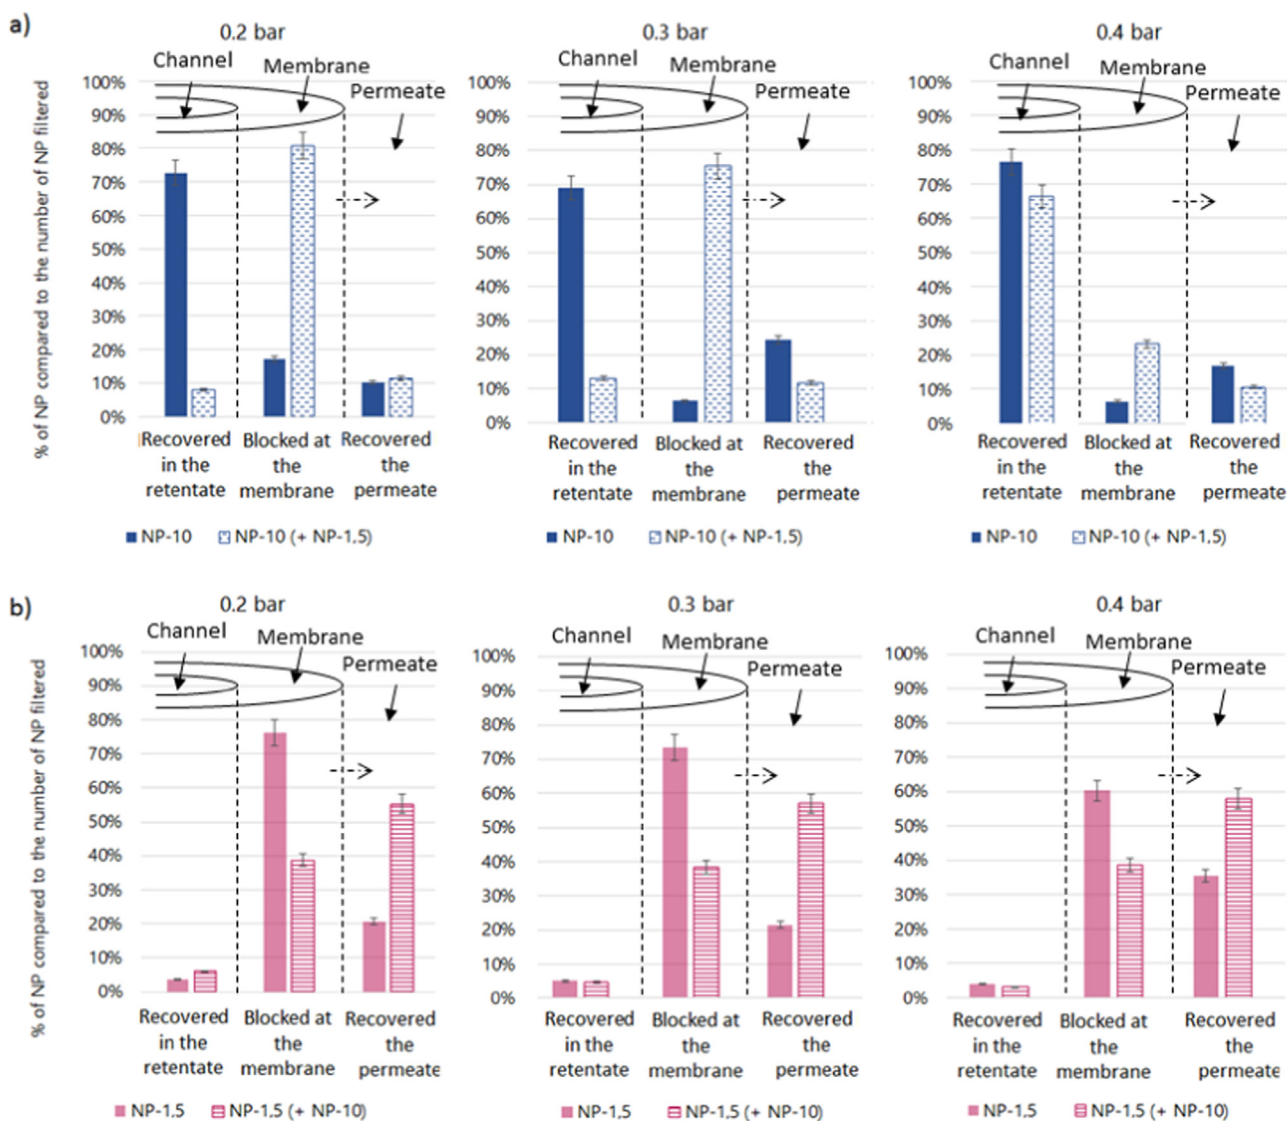 a)
0.2 bar
0.3 bar
0.4 bar
% of NP compared to the number of NP filtered
Channel
Membrane
Permeate
100%
90%
80%
70%
60%
50%
40%
30%
20%
10%
0%
Recovered
in the
retentate
Blocked at
the
membrane
Recovered
the
permeate
NP-10
NP-10 (+ NP-1,5)
Channel
Membrane
Permeate
100%
90%
80%
70%
60%
50%
40%
30%
20%
10%
0%
Recovered
in the
retentate
Blocked at
the
membrane
Recovered
the
permeate
NP-10
NP-10 (+ NP-1,5)
Channel
Membrane
Permeate
100%
90%
80%
70%
60%
50%
40%
30%
20%
10%
0%
Recovered
in the
retentate
Blocked at
the
membrane
Recovered
the
permeate
NP-10
NP-10 (+ NP-1,5)
b)
0.2 bar
0.3 bar
0.4 bar
% of NP compared to the number of NP filtered
Channel
Membrane
Permeate
100%
90%
80%
70%
60%
50%
40%
30%
20%
10%
0%
Recovered
in the
retentate
Blocked at
the
membrane
Recovered
the
permeate
NP-1,5
NP-1,5 (+ NP-10)
Channel
Membrane
Permeate
100%
90%
80%
70%
60%
50%
40%
30%
20%
10%
0%
Recovered
in the
retentate
Blocked at
the
membrane
Recovered
the
permeate
NP-1,5
NP-1,5 (+ NP-10)
Channel
Membrane
Permeate
100%
90%
80%
70%
60%
50%
40%
30%
20%
10%
0%
Recovered
in the
retentate
Blocked at
the
membrane
Recovered
the
permeate
NP-1,5
NP-1,5 (+ NP-10)